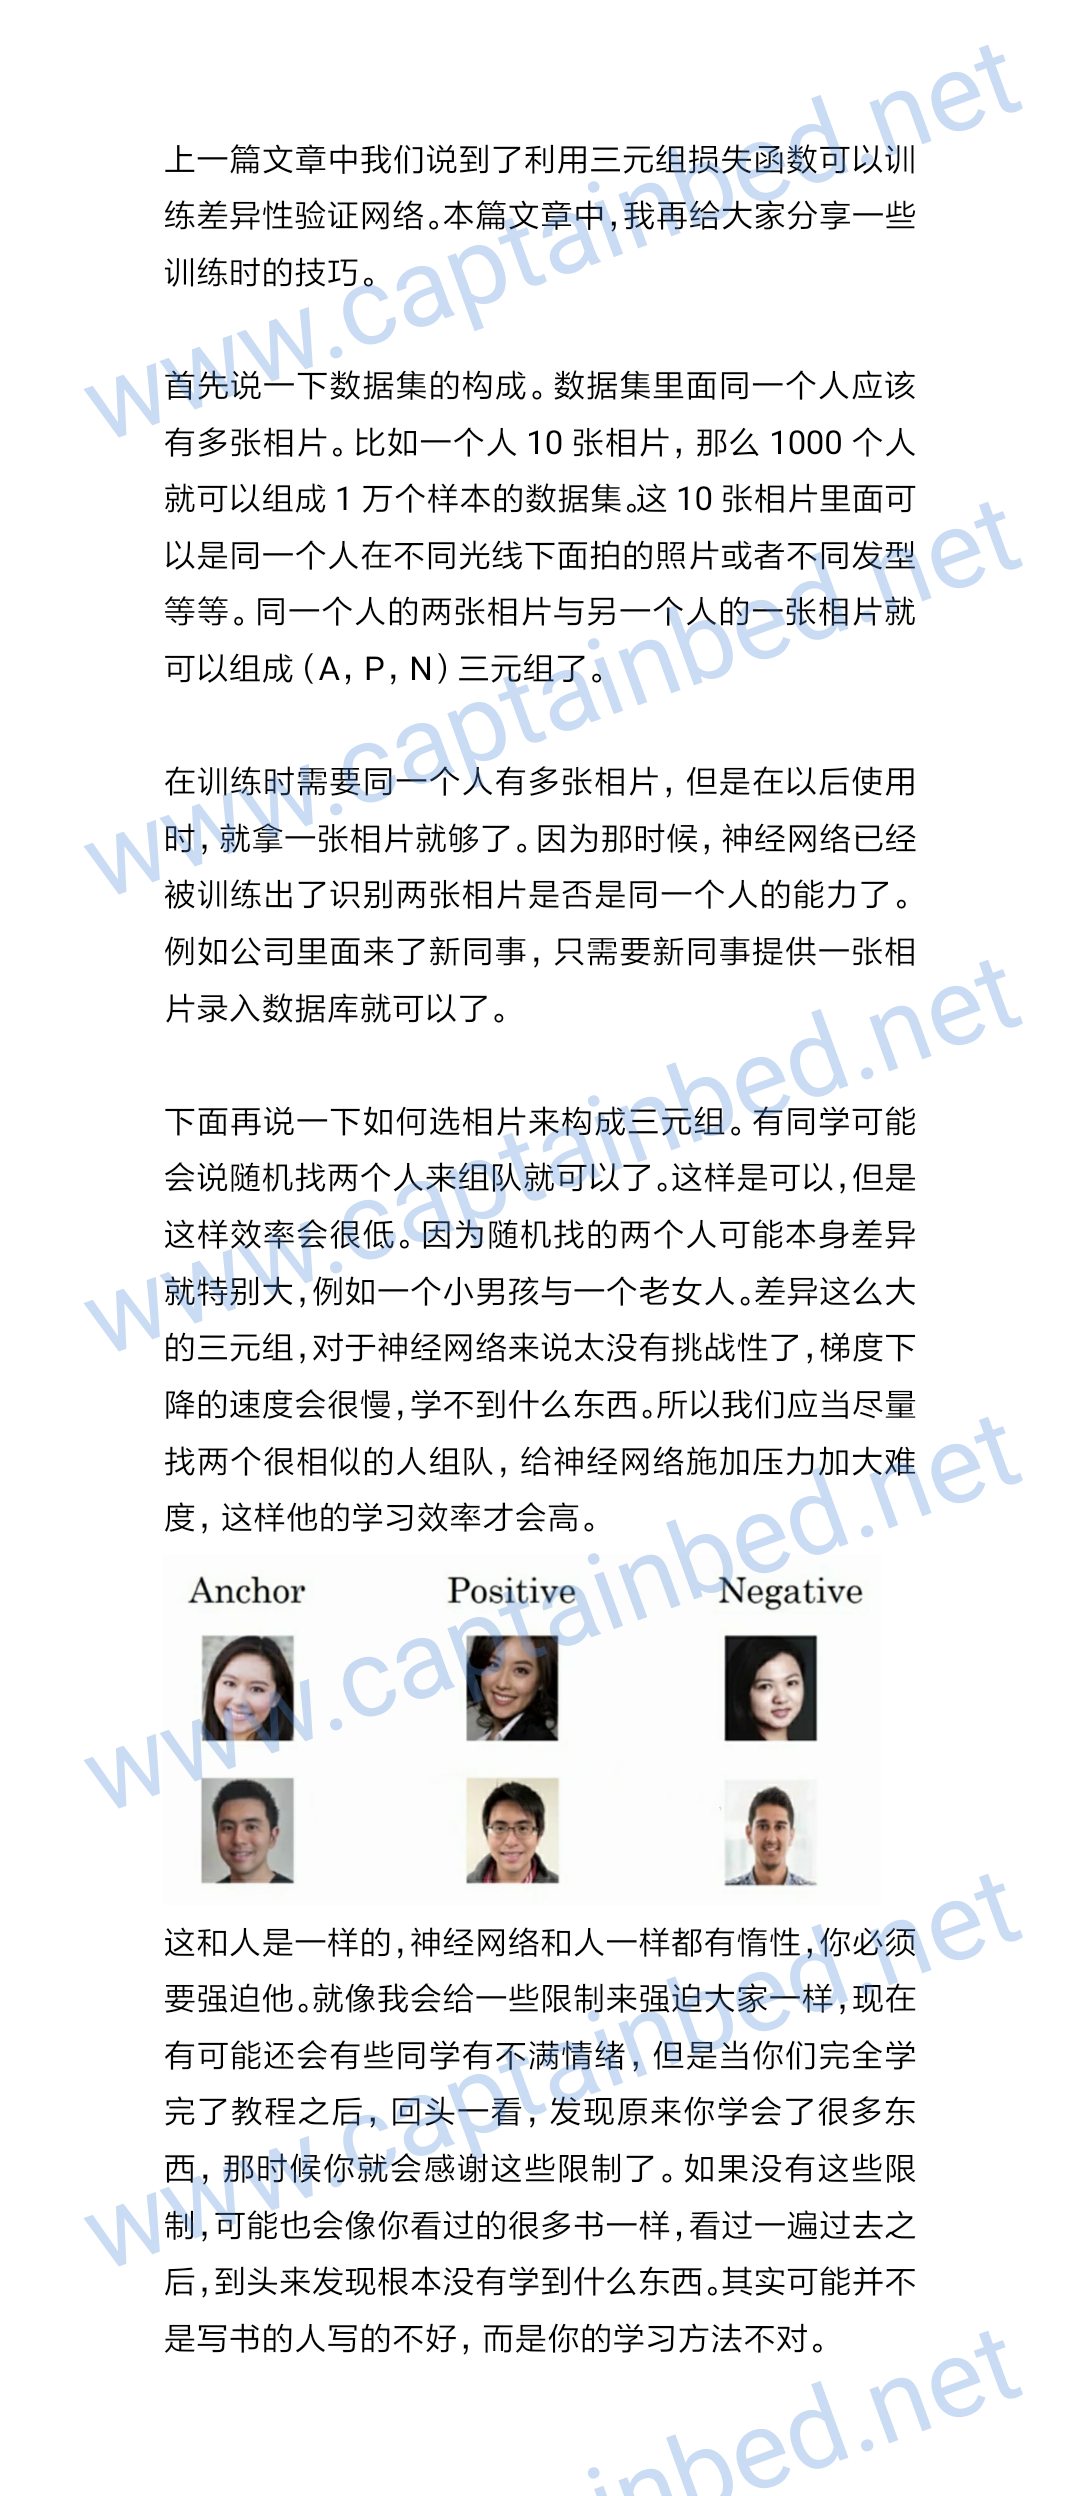 上一篇文章中我们说到了利用三元组损失函数可以训
练差异性验证网络。本篇文章中,我再给大家分享一些
训练时的技巧。
首先说一下数据集的构成。数据集里面同一个人应该
有多张相片。比如一个人 10 张相片, 那么 1000 个人
就可以组成 1 万个样本的数据集。这 10 张相片里面可
以是同一个人在不同光线下面拍的照片或者不同发型
等等。同一个人的两张相片与另一个人的一张相片就
可以组成(A, P, N)三元组了。
在训练时需要同一个人有多张相片, 但是在以后使用
时, 就拿一张相片就够了。因为那时候, 神经网络已经
被训练出了识别两张相片是否是同一个人的能力了。
例如公司里面来了新同事, 只需要新同事提供一张相
片录入数据库就可以了。
下面再说一下如何选相片来构成三元组。有同学可能
会说随机找两个人来组队就可以了。这样是可以,但是
这样效率会很低。因为随机找的两个人可能本身差异
就特别大,例如一个小男孩与一个老女人。差异这么大
的三元组,对于神经网络来说太没有挑战性了,梯度下
降的速度会很慢,学不到什么东西。所以我们应当尽量
找两个很相似的人组队, 给神经网络施加压力加大难
度, 这样他的学习效率才会高。
Anchor Positive Negative
这和人是一样的,神经网络和人一样都有惰性,你必须
要强迫他。就像我会给一些限制来强迫大家一样,现在
有可能还会有些同学有不满情绪, 但是当你们完全学
完了教程之后, 回头一看, 发现原来你学会了很多东
西, 那时候你就会感谢这些限制了。如果没有这些限
制,可能也会像你看过的很多书一样,看过一遍过去之
后,到头来发现根本没有学到什么东西。其实可能并不
是写书的人写的不好, 而是你的学习方法不对。
www.captainbed.net
www.captainbed.net
www.captainbed.net
www.captainbed.net
www.captainbed.net
inbed.net